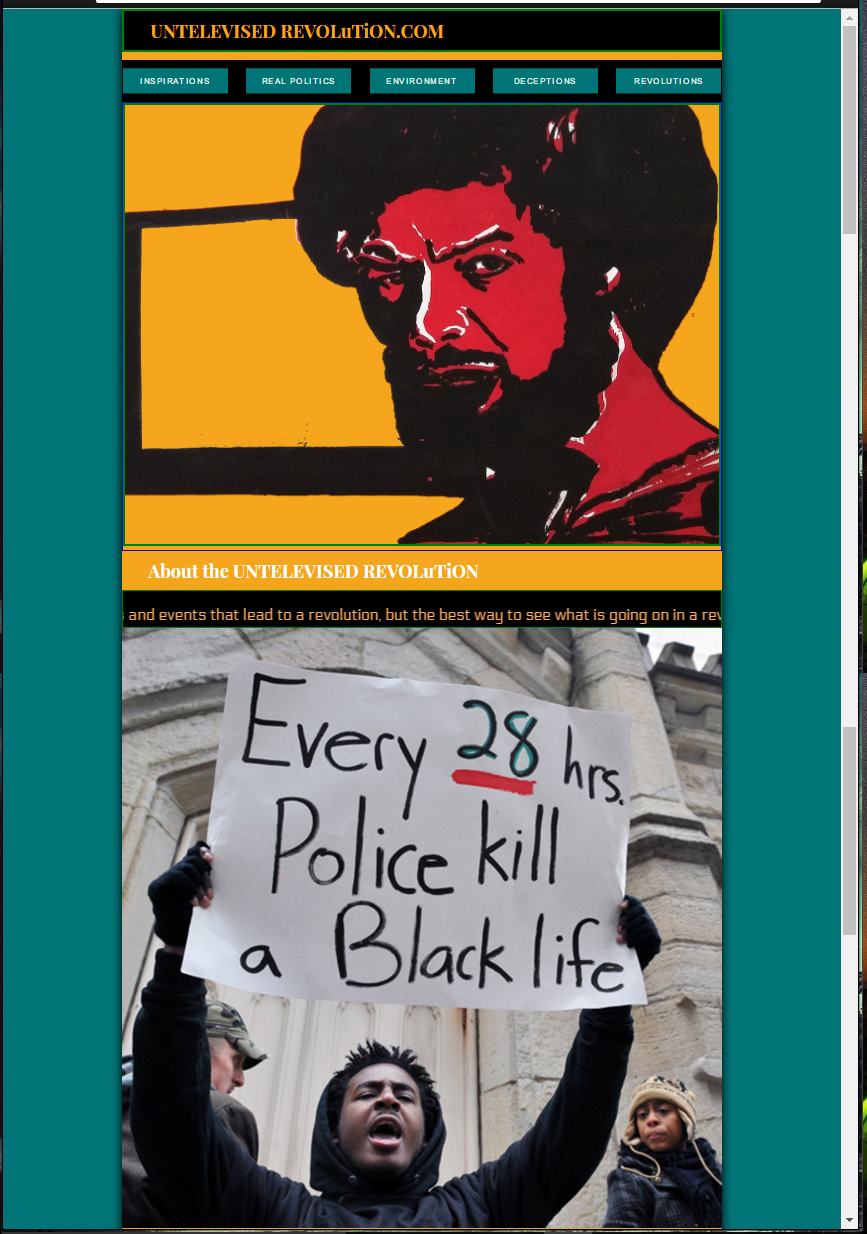 UNTELEVISED REVOLuTiON.COM
INSPIRATIONS
REAL POLITICS
ENVIRONMENT
DECEPTIONS
REVOLUTIONS
About the UNTELEVISED REVOLuTiON
and events that lead to a revolution, but the best way to see what is going on in a
Every 28 hrs.
Police kill
a Black life